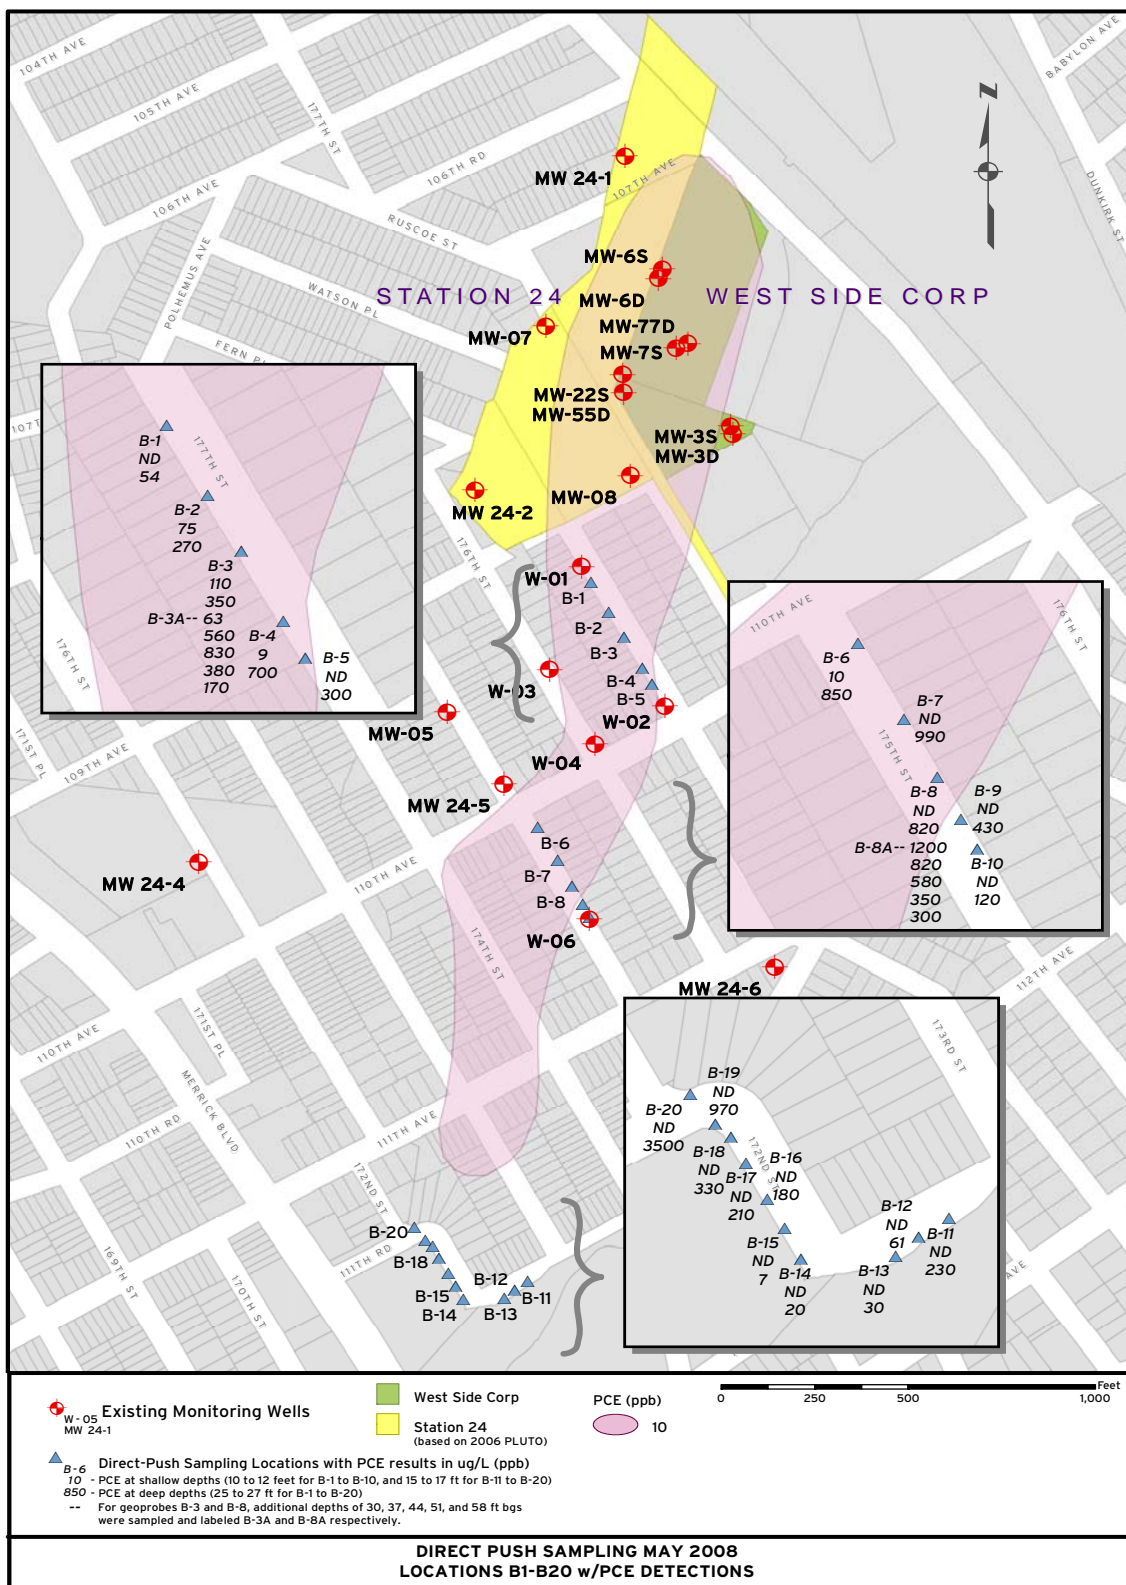 104TH AVE
105TH AVE
106TH AVE
177TH ST
106TH RD
107TH AVE
BABYLON AVE
DUNKIRK ST
N
MW 24-1
RUSCOE ST
POLHEMUS AVE
WATSON PL
FERN P
107T
STATION 24
WEST SIDE CORP
MW-6S
MW-6D
MW-07
MW-77D
MW-7S
MW-22S
MW-55D
MW-3S
MW-3D
MW-08
MW 24-2
176TH ST
W-01
B-1
B-2
B-3
B-4
B-5
W-03
W-02
MW-05
W-04
MW 24-5
MW 24-4
B-6
B-7
B-8
W-06
MW 24-6
B-1
ND
54
177TH ST
B-2
75
270
B-3
110
350
B-3A-- 63
560
830
380
170
B-4
9
700
B-5
ND
300
176TH ST
171ST PL
109TH AVE
110TH AVE
110TH AVE
176TH ST
B-6
10
850
B-7
ND
990
175TH ST
B-8
ND
820
B-8A-- 1200
820
580
350
300
B-9
ND
430
B-10
ND
120
174TH ST
112TH AVE
173RD ST
110TH AVE
171ST PL
MERRICK BLVD
110TH RD
111TH AVE
172ND ST
111TH RD
169TH ST
170TH ST
B-20
B-18
B-15
B-14
B-12
B-11
B-13
B-19
ND
970
B-20
ND
3500
B-18
ND
330
172ND ST
B-17
ND
210
B-16
ND
180
B-15
ND
7
B-14
ND
20
B-12
ND
61
B-11
ND
230
B-13
ND
30
AVE
W-05
MW 24-1
Existing Monitoring Wells
West Side Corp
Station 24
(based on 2006 PLUTO)
PCE (ppb)
10
Feet
0 250 500 1,000
B-6 Direct-Push Sampling Locations with PCE results in ug/L (ppb)
10 - PCE at shallow depths (10 to 12 feet for B-1 to B-10, and 15 to 17 ft for B-11 to B-20)
850 - PCE at deep depths (25 to 27 ft for B-1 to B-20)
-- For geoprobes B-3 and B-8, additional depths of 30, 37, 44, 51, and 58 ft bgs
were sampled and labeled B-3A and B-8A respectively.
DIRECT PUSH SAMPLING MAY 2008
LOCATIONS B1-B20 w/PCE DETECTIONS